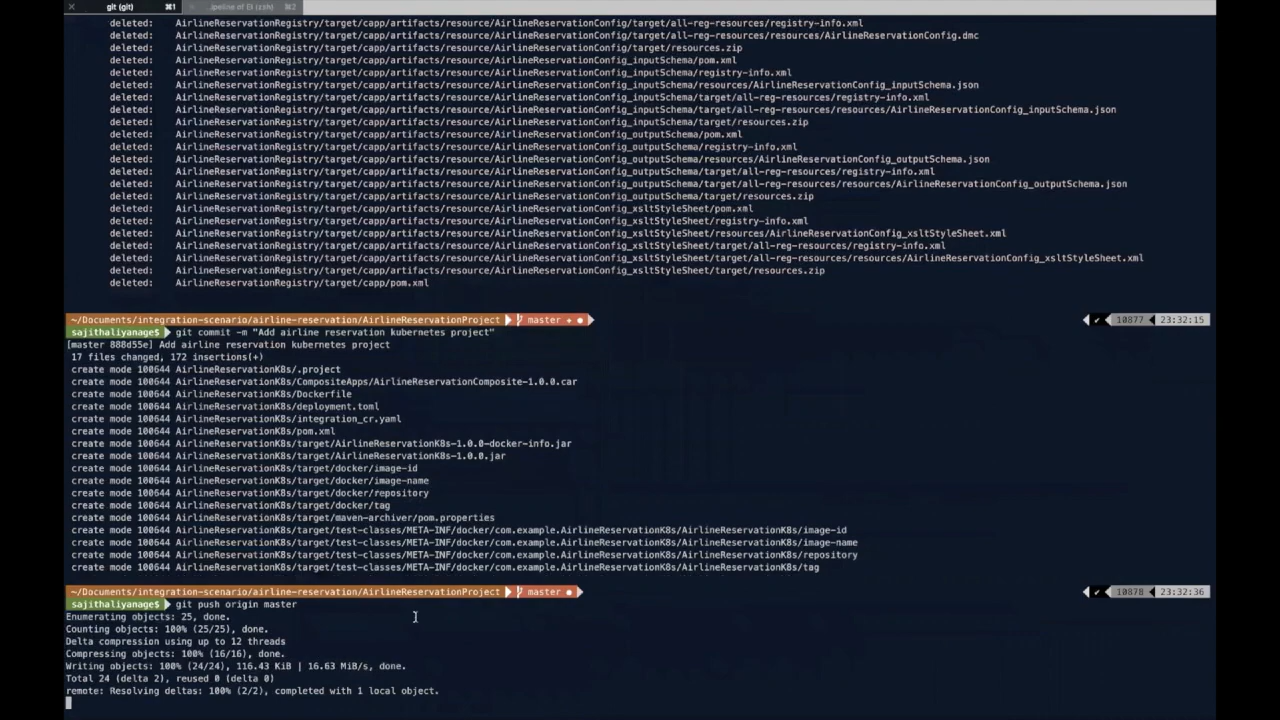 git (git) ⌘1 ...ipeline of EI (zsh) ⌘2
deleted: AirlineReservationRegistry/target/capp/artifacts/resource/AirlineReservationConfig/target/all-reg-resources/registry-info.xml
deleted: AirlineReservationRegistry/target/capp/artifacts/resource/AirlineReservationConfig/target/all-reg-resources/resources/AirlineReservationConfig.dmc
deleted: AirlineReservationRegistry/target/capp/artifacts/resource/AirlineReservationConfig/target/resources.zip
deleted: AirlineReservationRegistry/target/capp/artifacts/resource/AirlineReservationConfig_inputSchema/pom.xml
deleted: AirlineReservationRegistry/target/capp/artifacts/resource/AirlineReservationConfig_inputSchema/registry-info.xml
deleted: AirlineReservationRegistry/target/capp/artifacts/resource/AirlineReservationConfig_inputSchema/resources/AirlineReservationConfig_inputSchema.json
deleted: AirlineReservationRegistry/target/capp/artifacts/resource/AirlineReservationConfig_inputSchema/target/all-reg-resources/registry-info.xml
deleted: AirlineReservationRegistry/target/capp/artifacts/resource/AirlineReservationConfig_inputSchema/target/all-reg-resources/resources/AirlineReservationConfig_inputSchema.json
deleted: AirlineReservationRegistry/target/capp/artifacts/resource/AirlineReservationConfig_inputSchema/target/resources.zip
deleted: AirlineReservationRegistry/target/capp/artifacts/resource/AirlineReservationConfig_outputSchema/pom.xml
deleted: AirlineReservationRegistry/target/capp/artifacts/resource/AirlineReservationConfig_outputSchema/registry-info.xml
deleted: AirlineReservationRegistry/target/capp/artifacts/resource/AirlineReservationConfig_outputSchema/resources/AirlineReservationConfig_outputSchema.json
deleted: AirlineReservationRegistry/target/capp/artifacts/resource/AirlineReservationConfig_outputSchema/target/all-reg-resources/registry-info.xml
deleted: AirlineReservationRegistry/target/capp/artifacts/resource/AirlineReservationConfig_outputSchema/target/all-reg-resources/resources/AirlineReservationConfig_outputSchema.json
deleted: AirlineReservationRegistry/target/capp/artifacts/resource/AirlineReservationConfig_outputSchema/target/resources.zip
deleted: AirlineReservationRegistry/target/capp/artifacts/resource/AirlineReservationConfig_xsltStyleSheet/pom.xml
deleted: AirlineReservationRegistry/target/capp/artifacts/resource/AirlineReservationConfig_xsltStyleSheet/registry-info.xml
deleted: AirlineReservationRegistry/target/capp/artifacts/resource/AirlineReservationConfig_xsltStyleSheet/resources/AirlineReservationConfig_xsltStyleSheet.xml
deleted: AirlineReservationRegistry/target/capp/artifacts/resource/AirlineReservationConfig_xsltStyleSheet/target/all-reg-resources/registry-info.xml
deleted: AirlineReservationRegistry/target/capp/artifacts/resource/AirlineReservationConfig_xsltStyleSheet/target/all-reg-resources/resources/AirlineReservationConfig_xsltStyleSheet.xml
deleted: AirlineReservationRegistry/target/capp/artifacts/resource/AirlineReservationConfig_xsltStyleSheet/target/resources.zip
deleted: AirlineReservationRegistry/target/capp/pom.xml
~/Documents/integration-scenario/airline-reservation/AirlineReservationProject master + ● ✔ 10877 23:32:15
sajithaliyanage$ git commit -m "Add airline reservation kubernetes project"
[master 888d55e] Add airline reservation kubernetes project
17 files changed, 172 insertions(+)
create mode 100644 AirlineReservationK8s/.project
create mode 100644 AirlineReservationK8s/CompositeApps/AirlineReservationComposite-1.0.0.car
create mode 100644 AirlineReservationK8s/Dockerfile
create mode 100644 AirlineReservationK8s/deployment.toml
create mode 100644 AirlineReservationK8s/integration_cr.yaml
create mode 100644 AirlineReservationK8s/pom.xml
create mode 100644 AirlineReservationK8s/target/AirlineReservationK8s-1.0.0-docker-info.jar
create mode 100644 AirlineReservationK8s/target/AirlineReservationK8s-1.0.0.jar
create mode 100644 AirlineReservationK8s/target/docker/image-id
create mode 100644 AirlineReservationK8s/target/docker/image-name
create mode 100644 AirlineReservationK8s/target/docker/repository
create mode 100644 AirlineReservationK8s/target/docker/tag
create mode 100644 AirlineReservationK8s/target/maven-archiver/pom.properties
create mode 100644 AirlineReservationK8s/target/test-classes/META-INF/docker/com.example.AirlineReservationK8s/AirlineReservationK8s/image-id
create mode 100644 AirlineReservationK8s/target/test-classes/META-INF/docker/com.example.AirlineReservationK8s/AirlineReservationK8s/image-name
create mode 100644 AirlineReservationK8s/target/test-classes/META-INF/docker/com.example.AirlineReservationK8s/AirlineReservationK8s/repository
create mode 100644 AirlineReservationK8s/target/test-classes/META-INF/docker/com.example.AirlineReservationK8s/AirlineReservationK8s/tag
~/Documents/integration-scenario/airline-reservation/AirlineReservationProject master ● ✔ 10878 23:32:36
sajithaliyanage$ git push origin master
Enumerating objects: 25, done.
Counting objects: 100% (25/25), done.
Delta compression using up to 12 threads
Compressing objects: 100% (16/16), done.
Writing objects: 100% (24/24), 116.43 KiB | 16.63 MiB/s, done.
Total 24 (delta 2), reused 0 (delta 0)
remote: Resolving deltas: 100% (2/2), completed with 1 local object.